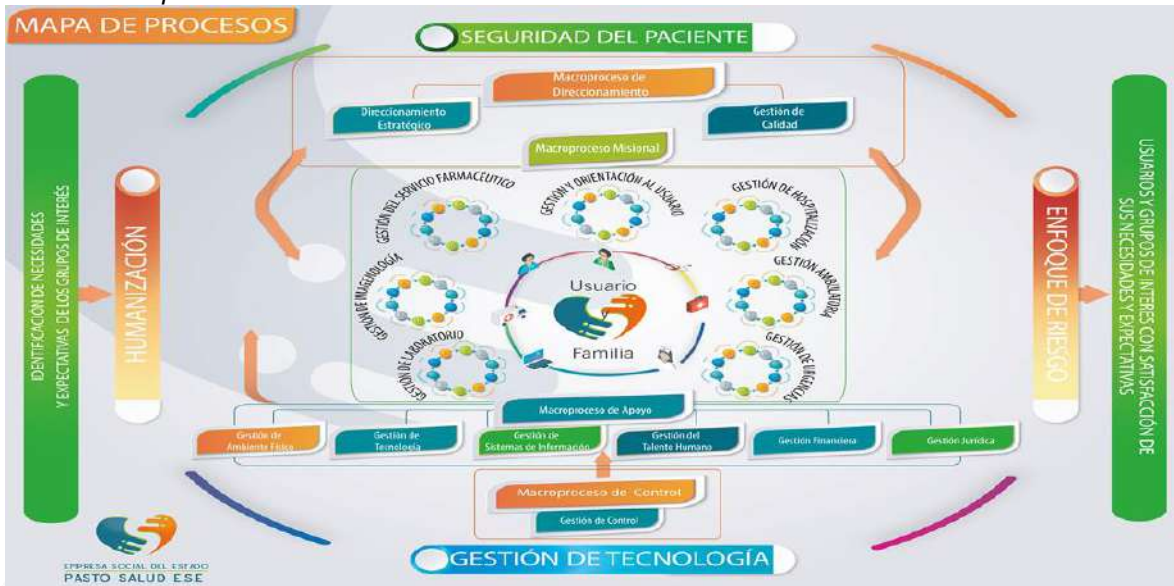 MAPA DE PROCESOS
SEGURIDAD DEL PACIENTE
Macroproceso de
Direccionamiento
Direccionamiento
Estratégico
Gestión de
Calidad
Macroproceso Misional
IDENTIFICACIÓN DE NECESIDADES
Y EXPECTATIVAS DE LOS GRUPOS DE INTERÉS
HUMANIZACIÓN
GESTIÓN DEL SERVICIO FARMACÉUTICO
GESTIÓN Y ORIENTACIÓN AL USUARIO
GESTIÓN DE HOSPITALIZACIÓN
GESTIÓN DE IMAGENOLOGÍA
GESTIÓN AMBULATORIA
GESTIÓN DE LABORATORIO
GESTIÓN DE URGENCIAS
Usuario
Familia
ENFOQUE DE RIESGO
USUARIOS Y GRUPOS DE INTERES CON SATISFACCIÓN DE
SUS NECESIDADES Y EXPECTATIVAS
Macroproceso de Apoyo
Gestión de
Ambiente Físico
Gestión de
Tecnología
Gestión de
Sistemas de Información
Gestión del
Talento Humano
Gestión Financiera
Gestión Jurídica
Macroproceso de Control
Gestión de Control
GESTIÓN DE TECNOLOGÍA
EMPRESA SOCIAL DEL ESTADO
PASTO SALUD ESE